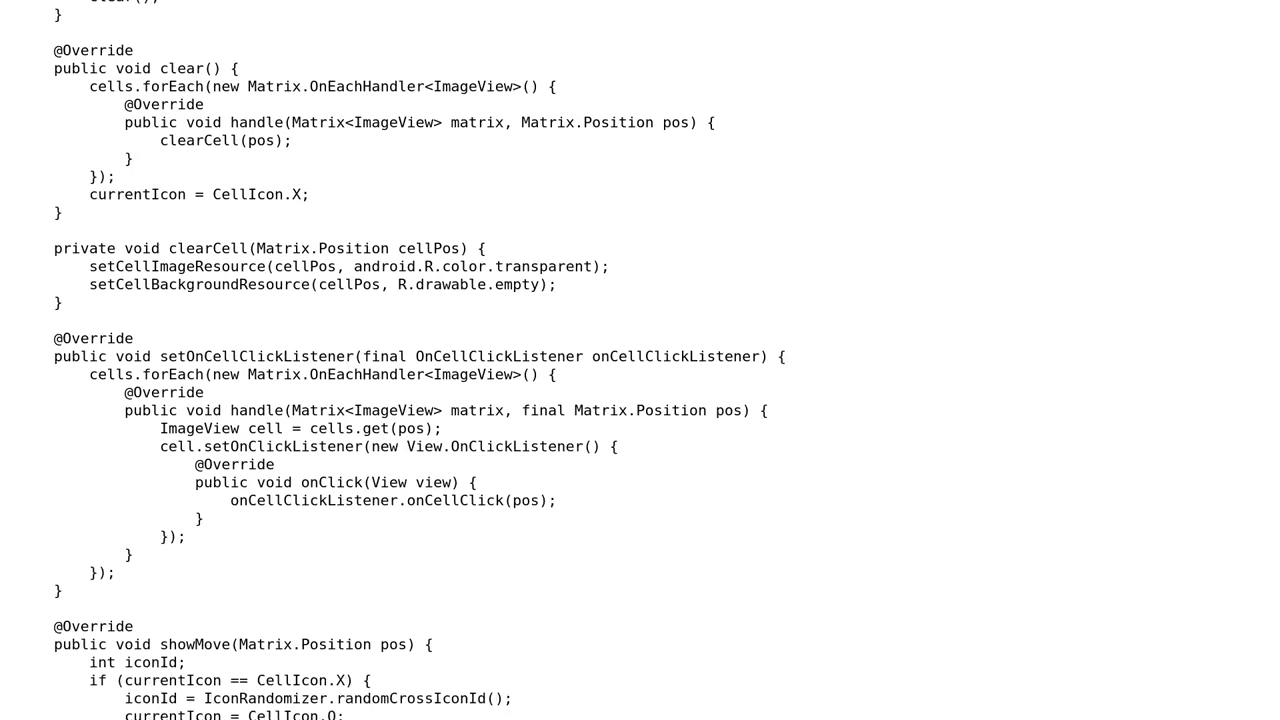 clear();
}

@Override
public void clear() {
cells.forEach(new Matrix.OnEachHandler<ImageView>() {
@Override
public void handle(Matrix<ImageView> matrix, Matrix.Position pos) {
clearCell(pos);
}
});
currentIcon = CellIcon.X;
}

private void clearCell(Matrix.Position cellPos) {
setCellImageResource(cellPos, android.R.color.transparent);
setCellBackgroundResource(cellPos, R.drawable.empty);
}

@Override
public void setOnCellClickListener(final OnCellClickListener onCellClickListener) {
cells.forEach(new Matrix.OnEachHandler<ImageView>() {
@Override
public void handle(Matrix<ImageView> matrix, final Matrix.Position pos) {
ImageView cell = cells.get(pos);
cell.setOnClickListener(new View.OnClickListener() {
@Override
public void onClick(View view) {
onCellClickListener.onCellClick(pos);
}
});
}
});
}

@Override
public void showMove(Matrix.Position pos) {
int iconId;
if (currentIcon == CellIcon.X) {
iconId = IconRandomizer.randomCrossIconId();
currentIcon = CellIcon.O;